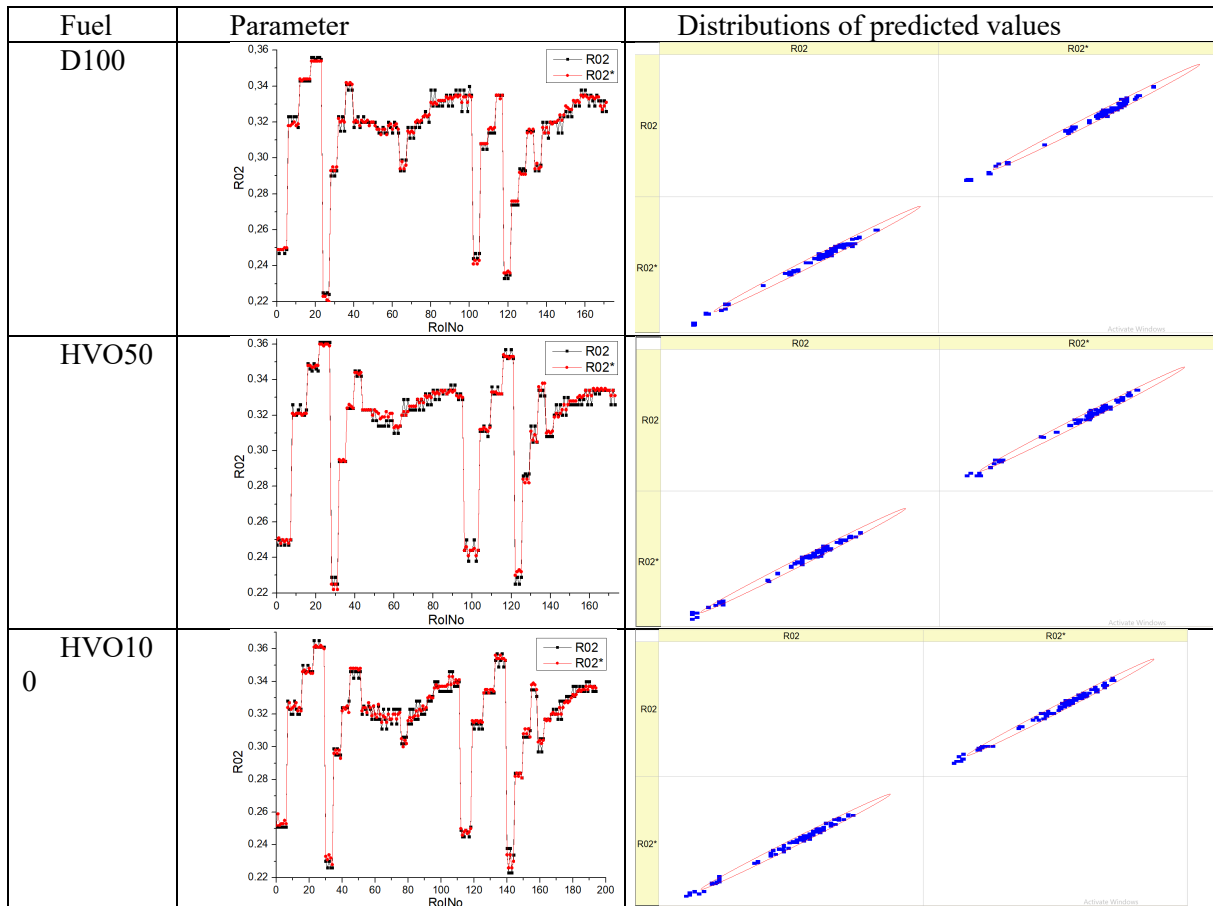 Fuel Parameter Distributions of predicted values
D100
0,36
0,34
0,32
0,30
0,28
0,26
0,24
0,22
R02
0 20 40 60 80 100 120 140 160
RolNo
R02
R02*
R02 R02*
R02
R02*
Activate Windows
HVO50
0,36
0,34
0,32
0,30
0,28
0,26
0,24
0,22
R02
0 20 40 60 80 100 120 140 160
RolNo
R02
R02*
R02 R02*
R02
R02*
Activate Windows
HVO10
0
0.36
0.34
0.32
0.30
0.28
0.26
0.24
0.22
R02
0 20 40 60 80 100 120 140 160 180 200
RolNo
R02
R02*
R02 R02*
R02
R02*
Activate Windows